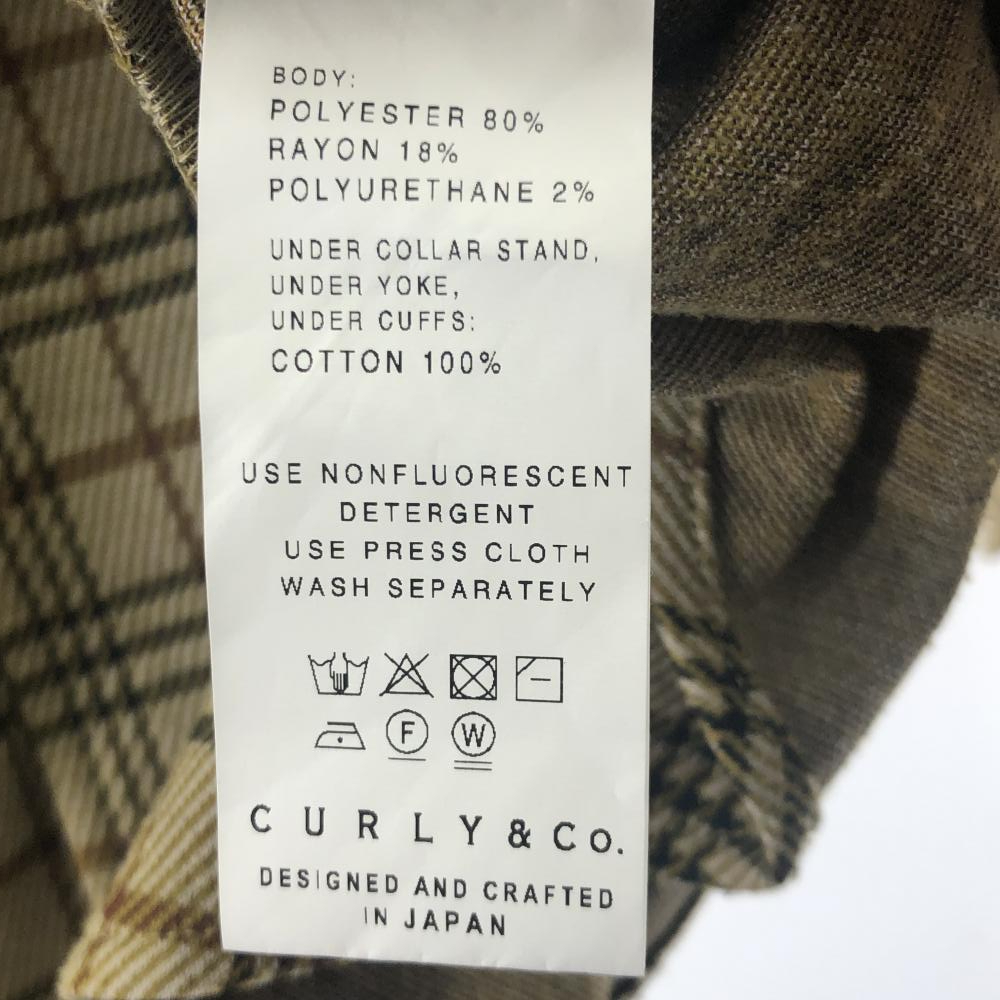 BODY:
POLYESTER 80%
RAYON 18%
POLYURETHANE 2%
UNDER COLLAR STAND,
UNDER YOKE,
UNDER CUFFS:
COTTON 100%
USE NONFLUORESCENT
DETERGENT
USE PRESS CLOTH
WASH SEPARATELY
F W
CURLY & CO.
DESIGNED AND CRAFTED
IN JAPAN